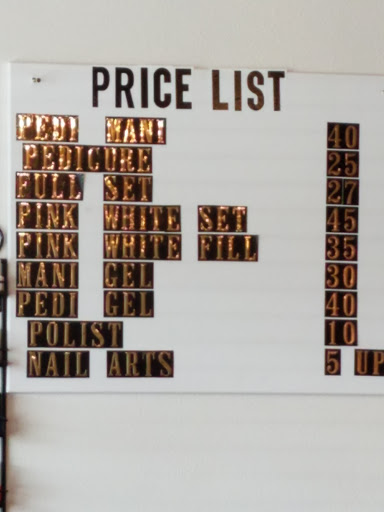 PRICE LIST
PEDI MANI 40
PEDICURE 25
FULL SET 27
PINK WHITE SET 45
PINK WHITE FILL 35
MANI GEL 30
PEDI GEL 40
POLIST 10
NAIL ARTS 5 UP